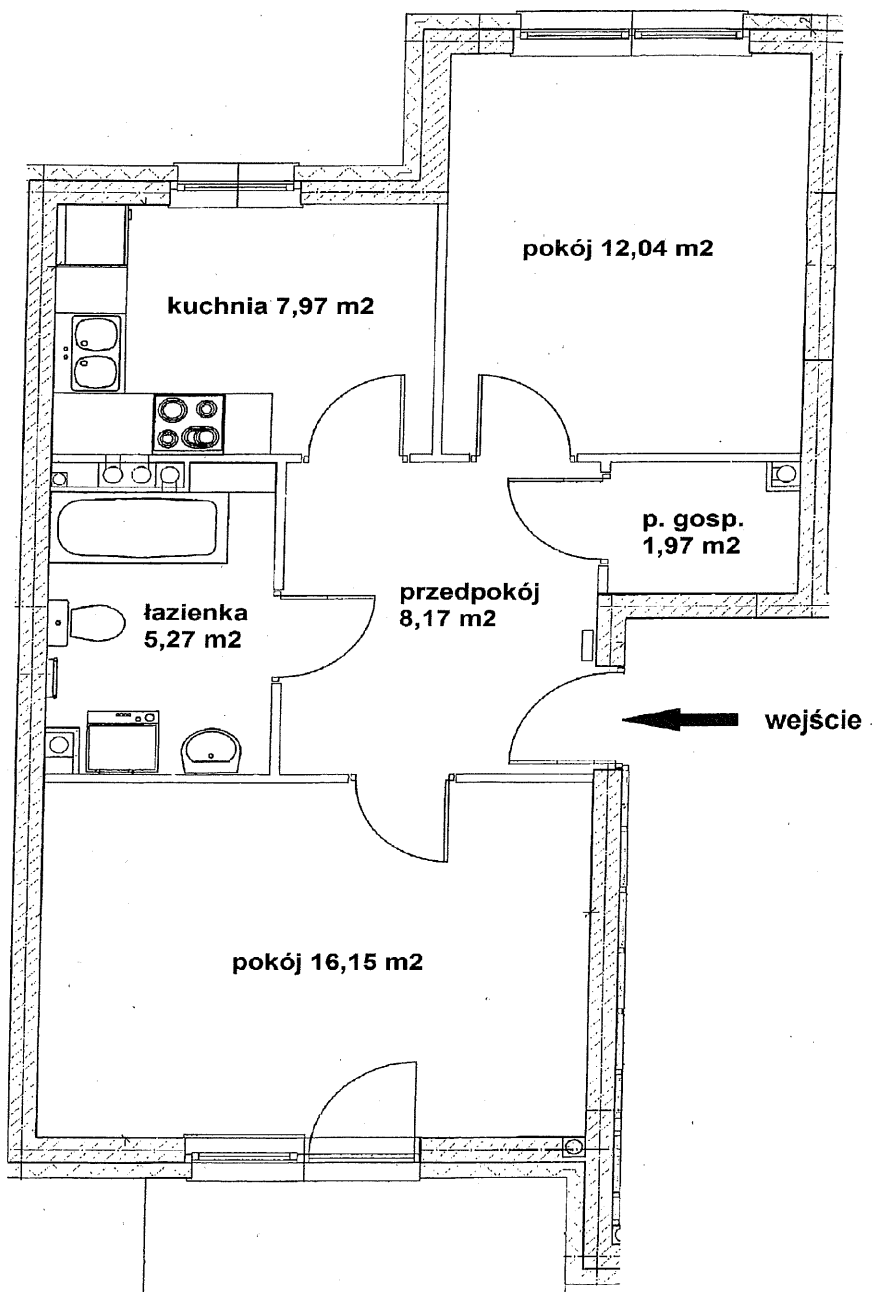 pokój 12,04 m2
kuchnia 7,97 m2
p. gosp.
1,97 m2
przedpokój
8,17 m2
łazienka
5,27 m2
wejście
pokój 16,15 m2